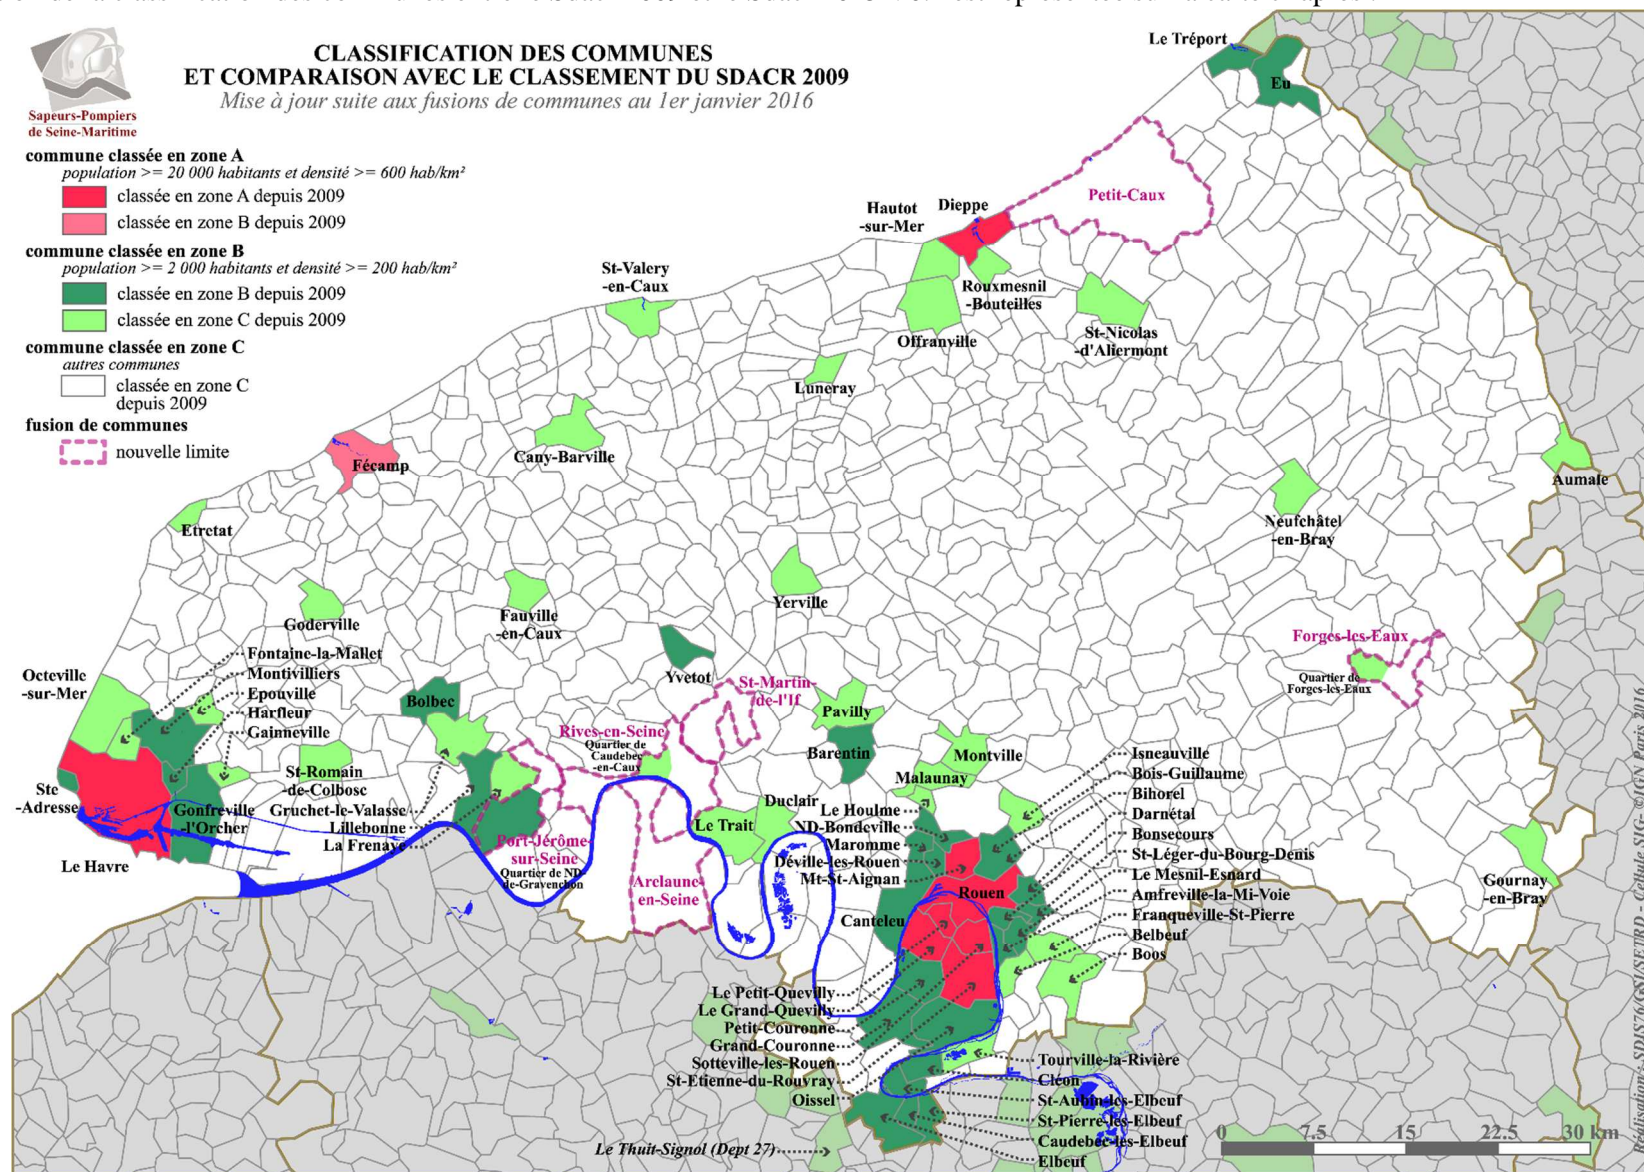 CLASSIFICATION DES COMMUNES
ET COMPARAISON AVEC LE CLASSEMENT DU SDACR 2009
Mise à jour suite aux fusions de communes au 1er janvier 2016
Sapeurs-Pompiers
de Seine-Maritime
commune classée en zone A
population >= 20 000 habitants et densité >= 600 hab/km²
classée en zone A depuis 2009
classée en zone B depuis 2009
commune classée en zone B
population >= 2 000 habitants et densité >= 200 hab/km²
classée en zone B depuis 2009
classée en zone C depuis 2009
commune classée en zone C
autres communes
classée en zone C
depuis 2009
fusion de communes
nouvelle limite
Le Tréport
Eu
Petit-Caux
Hautot
-sur-Mer
Dieppe
St-Valery
-en-Caux
Rouxmesnil
-Bouteilles
Offranville
St-Nicolas
-d'Aliermont
Luneray
Cany-Barville
Fécamp
Aumale
Etretat
Neufchâtel
-en-Bray
Goderville
Fauville
-en-Caux
Yerville
Forges-les-Eaux
Quartier de
Forges-les-Eaux
Fontaine-la-Mallet
Montivilliers
Epouville
Harfleur
Gainneville
Octeville
-sur-Mer
Yvetot
St-Martin-
de-l'If
Bolbec
Rives-en-Seine
Quartier de
Caudebec
-en-Caux
Pavilly
Barentin
Montville
Malaunay
St-Romain
-de-Colbosc
Ste
-Adresse
Gonfreville
-l'Orcher
Le Havre
Gruchet-le-Valasse
Lillebonne
La Frenaye
Port-Jérôme-
sur-Seine
Quartier de ND-
de-Gravenchon
Arelaune-
en-Seine
Le Trait
Duclair
Le Houlme
ND-Bondeville
Maromme
Déville-les-Rouen
Mt-St-Aignan
Canteleu
Rouen
Isneauville
Bois-Guillaume
Bihorel
Darnétal
Bonsecours
St-Léger-du-Bourg-Denis
Le Mesnil-Esnard
Amfreville-la-Mi-Voie
Franqueville-St-Pierre
Belbeuf
Boos
Gournay
-en-Bray
Le Petit-Quevilly
Le Grand-Quevilly
Petit-Couronne
Grand-Couronne
Sotteville-les-Rouen
St-Etienne-du-Rouvray
Oissel
Tourville-la-Rivière
Cléon
St-Aubin-les-Elbeuf
St-Pierre-les-Elbeuf
Caudebec-les-Elbeuf
Elbeuf
Le Thuit-Signol (Dept 27)
0 7.5 15 22.5 30 km
Réalisation : SDIS76/GSI/SETRD - Cellule SIG- ©IGN Paris 2016